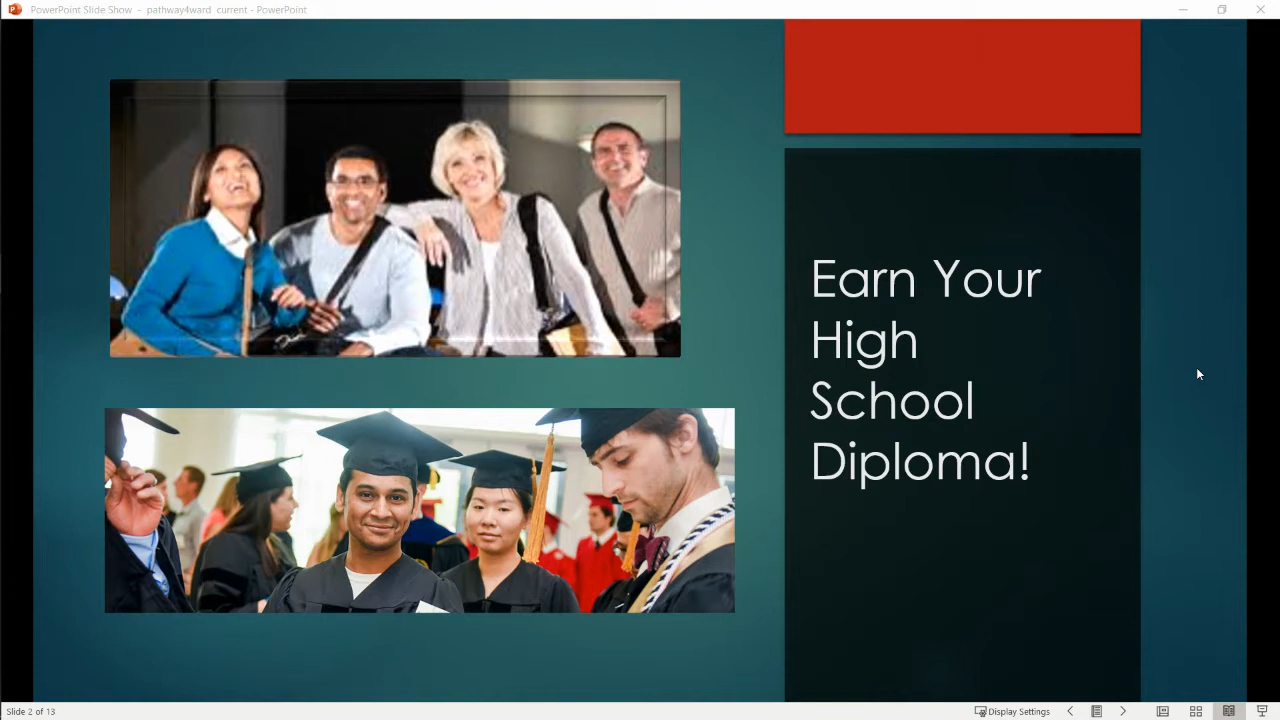 PowerPoint Slide Show - pathway4ward current - PowerPoint
Earn Your
High
School
Diploma!
Slide 2 of 13
Display Settings